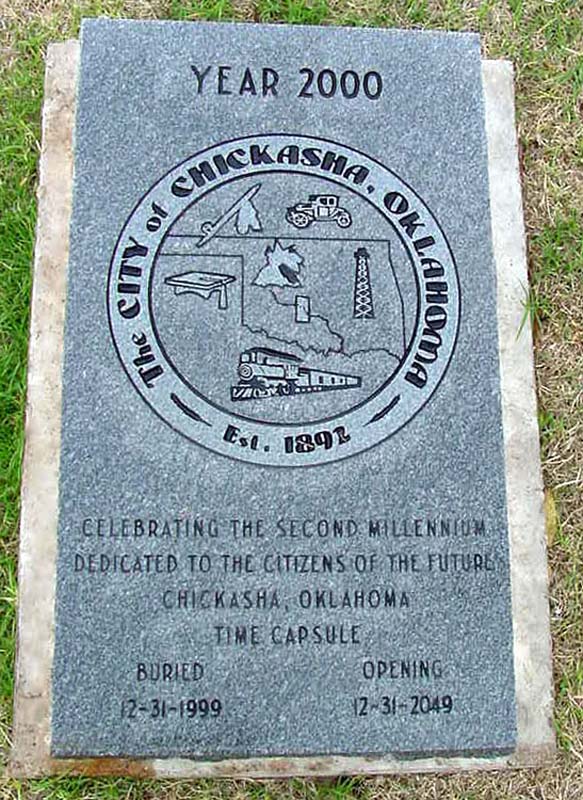 YEAR 2000
The CITY of CHICKASHA, OKLAHOMA
Est. 1892
CELEBRATING THE SECOND MILLENNIUM
DEDICATED TO THE CITIZENS OF THE FUTURE
CHICKASHA, OKLAHOMA
TIME CAPSULE
BURIED OPENING
12-31-1999 12-31-2049